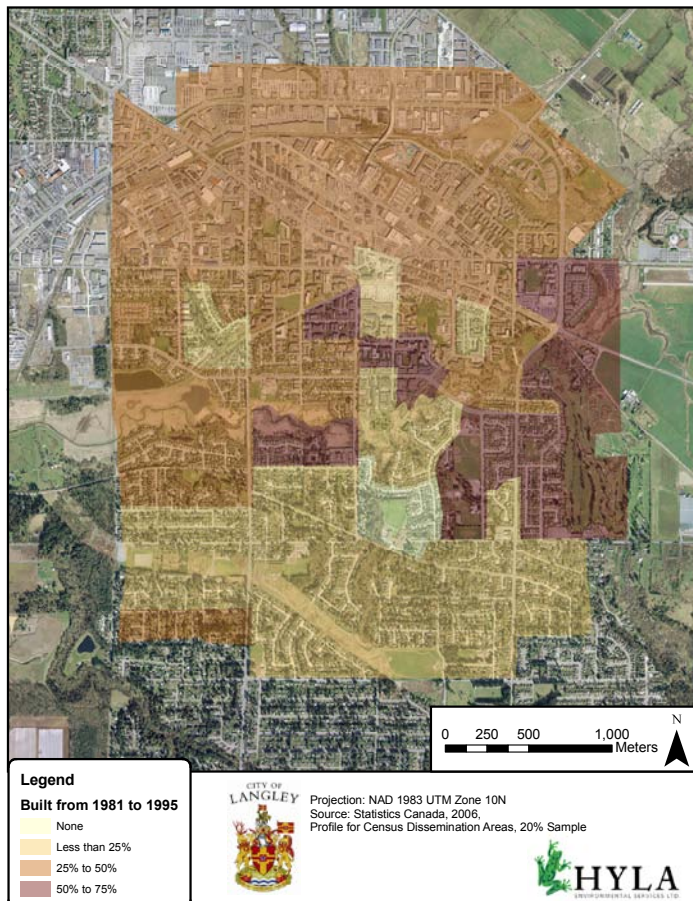 N
0 250 500 1,000
Meters
Legend
Built from 1981 to 1995
None
Less than 25%
25% to 50%
50% to 75%
CITY OF
LANGLEY
Projection: NAD 1983 UTM Zone 10N
Source: Statistics Canada, 2006,
Profile for Census Dissemination Areas, 20% Sample
HYLA
ENVIRONMENTAL SERVICES LTD.